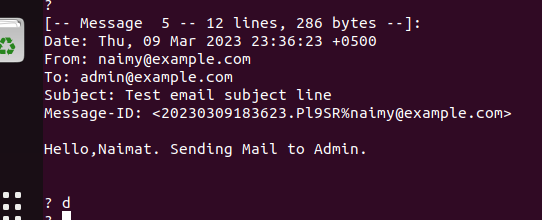 ?
[-- Message  5 -- 12 lines, 286 bytes --]:
Date: Thu, 09 Mar 2023 23:36:23 +0500
From: naimy@example.com
To: admin@example.com
Subject: Test email subject line
Message-ID: <20230309183623.Pl9SR%naimy@example.com>
Hello,Naimat. Sending Mail to Admin.
? d
?